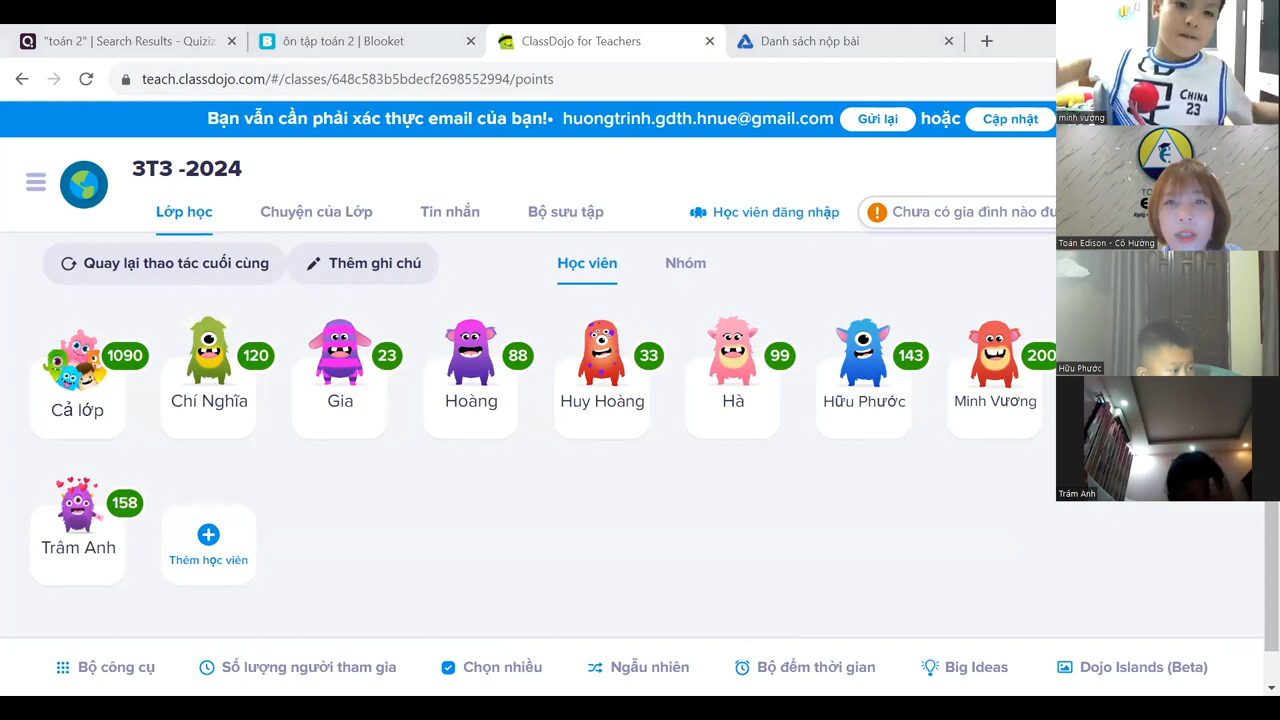 "toán 2" | Search Results - Quiziz
ôn tập toán 2 | Blooket
ClassDojo for Teachers
Danh sách nộp bài
teach.classdojo.com/#/classes/648c583b5bdecf2698552994/points
Bạn vẫn cần phải xác thực email của bạn!• huongtrinh.gdth.hnue@gmail.com Gửi lại hoặc Cập nhật
3T3 -2024
Lớp học Chuyện của Lớp Tin nhắn Bộ sưu tập Học viên đăng nhập Chưa có gia đình nào đu
Quay lại thao tác cuối cùng Thêm ghi chú Học viên Nhóm
1090 120 23 88 33 99 143 200
Cả lớp Chí Nghĩa Gia Hoàng Huy Hoàng Hà Hữu Phước Minh Vương
158
Trâm Anh Thêm học viên
Bộ công cụ Số lượng người tham gia Chọn nhiều Ngẫu nhiên Bộ đếm thời gian Big Ideas Dojo Islands (Beta)
CHINA
23
minh vương
Toán Edison - Cô Hường
Hữu Phước
Trâm Anh